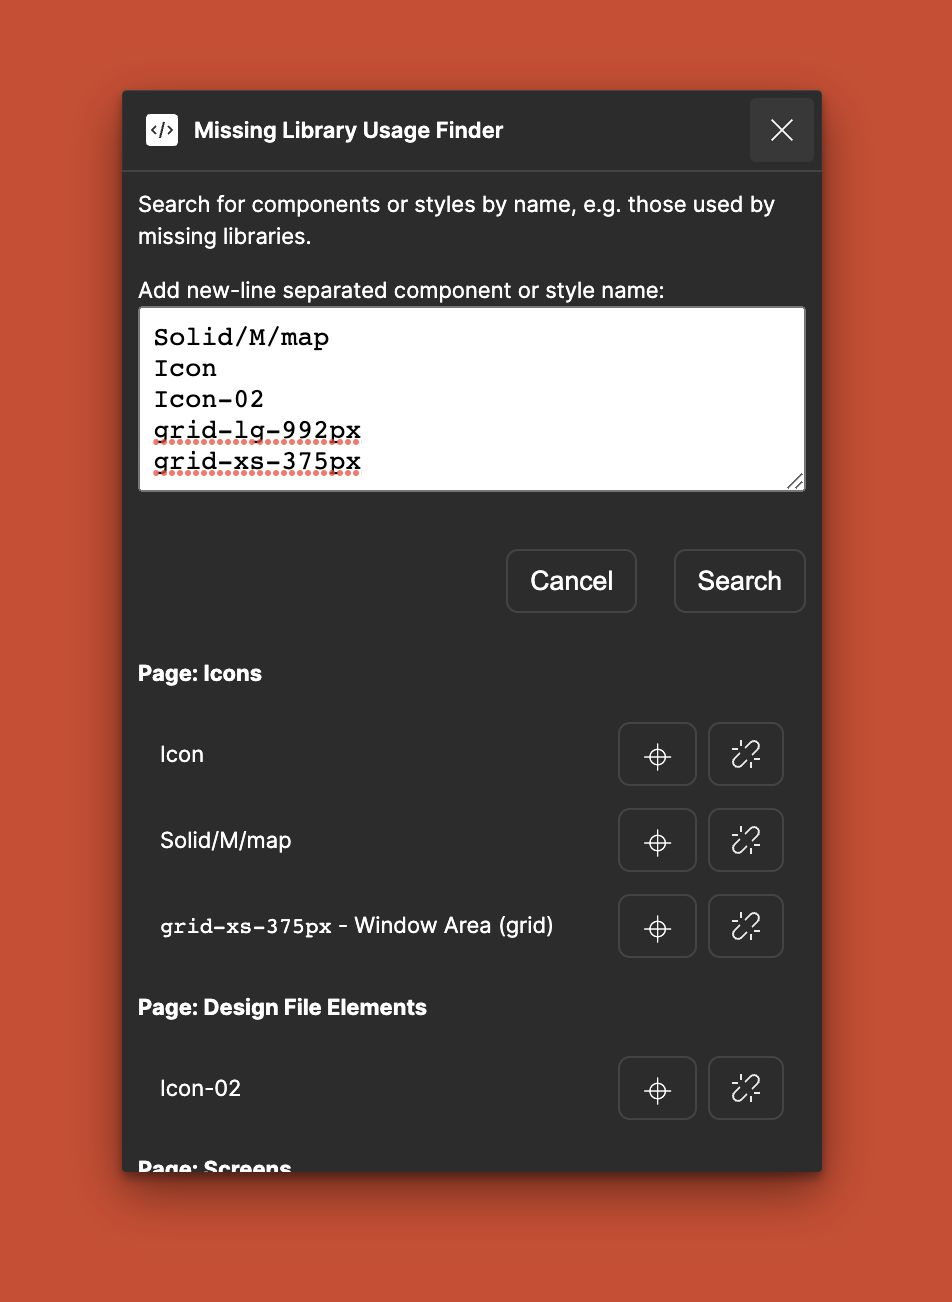 </>
Missing Library Usage Finder
Search for components or styles by name, e.g. those used by
missing libraries.
Add new-line separated component or style name:
Solid/M/map
Icon
Icon-02
grid-lg-992px
grid-xs-375px
Cancel
Search
Page: Icons
Icon
Solid/M/map
grid-xs-375px - Window Area (grid)
Page: Design File Elements
Icon-02
Page: Screens